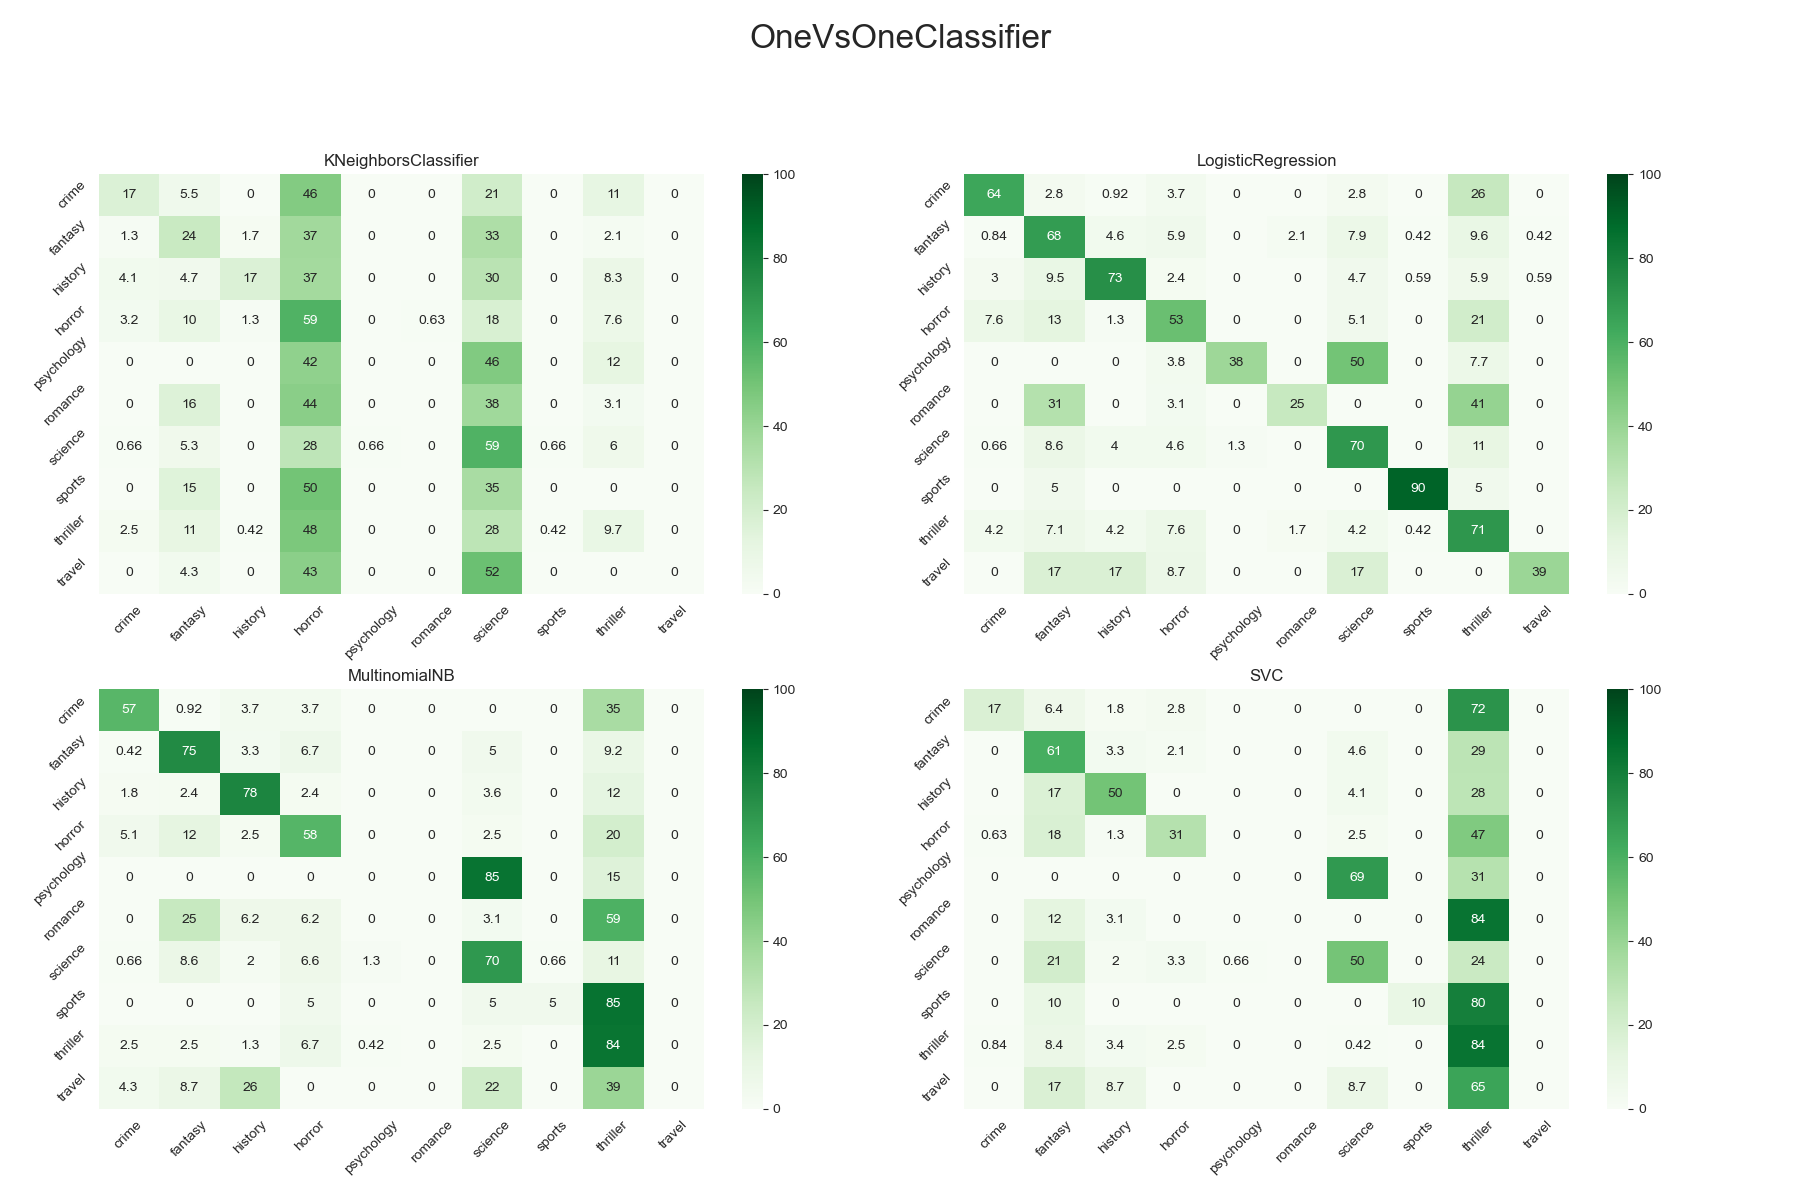 OneVsOneClassifier
KNeighborsClassifier
crime 17 5.5 0 46 0 0 21 0 11 0
fantasy 1.3 24 1.7 37 0 0 33 0 2.1 0
history 4.1 4.7 17 37 0 0 30 0 8.3 0
horror 3.2 10 1.3 59 0 0.63 18 0 7.6 0
psychology 0 0 0 42 0 0 46 0 12 0
romance 0 16 0 44 0 0 38 0 3.1 0
science 0.66 5.3 0 28 0.66 0 59 0.66 6 0
sports 0 15 0 50 0 0 35 0 0 0
thriller 2.5 11 0.42 48 0 0 28 0.42 9.7 0
travel 0 4.3 0 43 0 0 52 0 0 0
crime fantasy history horror psychology romance science sports thriller travel
100
80
60
40
20
0
LogisticRegression
crime 64 2.8 0.92 3.7 0 0 2.8 0 26 0
fantasy 0.84 68 4.6 5.9 0 2.1 7.9 0.42 9.6 0.42
history 3 9.5 73 2.4 0 0 4.7 0.59 5.9 0.59
horror 7.6 13 1.3 53 0 0 5.1 0 21 0
psychology 0 0 0 3.8 38 0 50 0 7.7 0
romance 0 31 0 3.1 0 25 0 0 41 0
science 0.66 8.6 4 4.6 1.3 0 70 0 11 0
sports 0 5 0 0 0 0 0 90 5 0
thriller 4.2 7.1 4.2 7.6 0 1.7 4.2 0.42 71 0
travel 0 17 17 8.7 0 0 17 0 0 39
crime fantasy history horror psychology romance science sports thriller travel
100
80
60
40
20
0
MultinomialNB
crime 57 0.92 3.7 3.7 0 0 0 0 35 0
fantasy 0.42 75 3.3 6.7 0 0 5 0 9.2 0
history 1.8 2.4 78 2.4 0 0 3.6 0 12 0
horror 5.1 12 2.5 58 0 0 2.5 0 20 0
psychology 0 0 0 0 0 0 85 0 15 0
romance 0 25 6.2 6.2 0 0 3.1 0 59 0
science 0.66 8.6 2 6.6 1.3 0 70 0.66 11 0
sports 0 0 0 5 0 0 5 5 85 0
thriller 2.5 2.5 1.3 6.7 0.42 0 2.5 0 84 0
travel 4.3 8.7 26 0 0 0 22 0 39 0
crime fantasy history horror psychology romance science sports thriller travel
100
80
60
40
20
0
SVC
crime 17 6.4 1.8 2.8 0 0 0 0 72 0
fantasy 0 61 3.3 2.1 0 0 4.6 0 29 0
history 0 17 50 0 0 0 4.1 0 28 0
horror 0.63 18 1.3 31 0 0 2.5 0 47 0
psychology 0 0 0 0 0 0 69 0 31 0
romance 0 12 3.1 0 0 0 0 0 84 0
science 0 21 2 3.3 0.66 0 50 0 24 0
sports 0 10 0 0 0 0 0 10 80 0
thriller 0.84 8.4 3.4 2.5 0 0 0.42 0 84 0
travel 0 17 8.7 0 0 0 8.7 0 65 0
crime fantasy history horror psychology romance science sports thriller travel
100
80
60
40
20
0